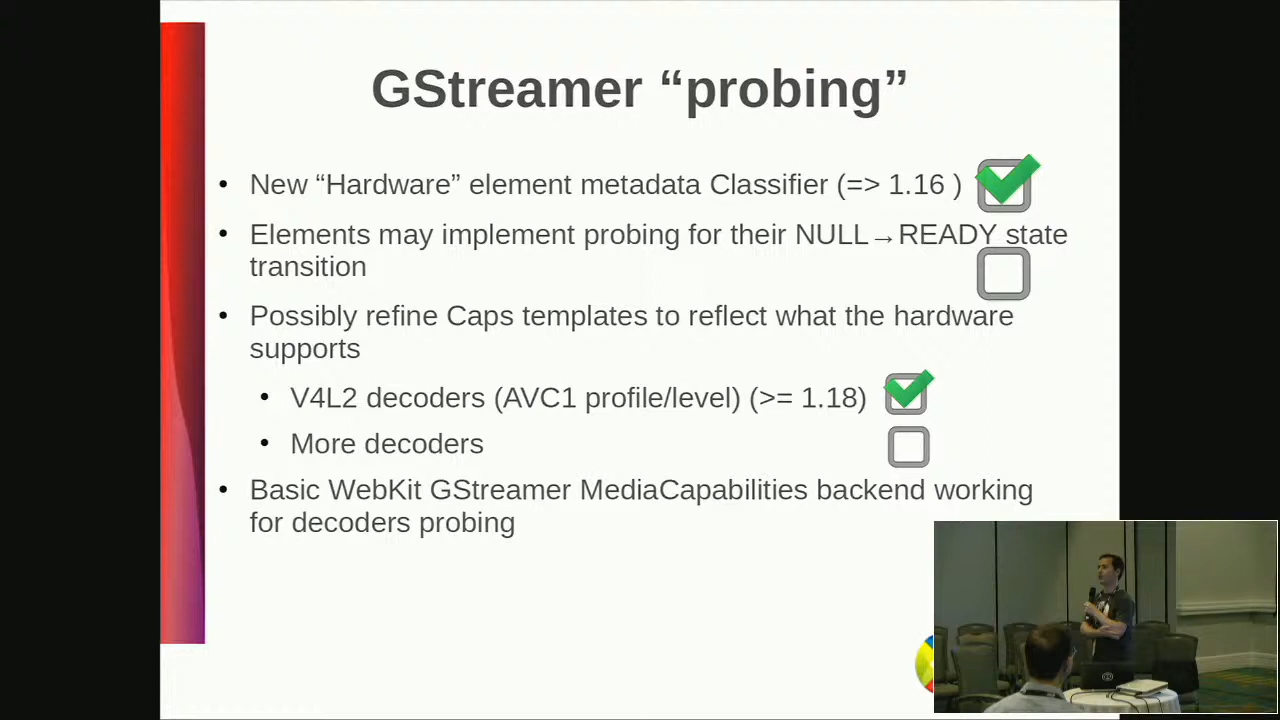 GStreamer “probing”
• New “Hardware” element metadata Classifier (=> 1.16 )
• Elements may implement probing for their NULL→READY state
transition
• Possibly refine Caps templates to reflect what the hardware
supports
• V4L2 decoders (AVC1 profile/level) (>= 1.18)
• More decoders
• Basic WebKit GStreamer MediaCapabilities backend working
for decoders probing